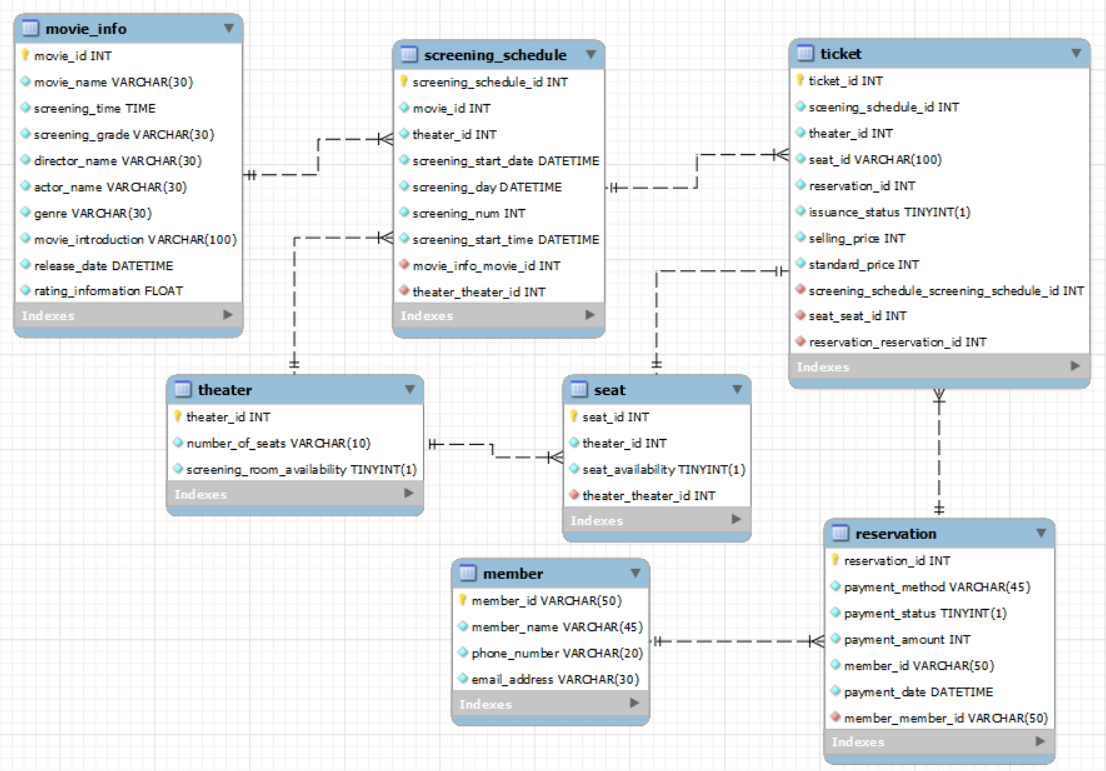 movie_info
movie_id INT
movie_name VARCHAR(30)
screening_time TIME
screening_grade VARCHAR(30)
director_name VARCHAR(30)
actor_name VARCHAR(30)
genre VARCHAR(30)
movie_introduction VARCHAR(100)
release_date DATETIME
rating_information FLOAT
Indexes
screening_schedule
screening_schedule_id INT
movie_id INT
theater_id INT
screening_start_date DATETIME
screening_day DATETIME
screening_num INT
screening_start_time DATETIME
movie_info_movie_id INT
theater_theater_id INT
Indexes
ticket
ticket_id INT
sceening_schedule_id INT
theater_id INT
seat_id VARCHAR(100)
reservation_id INT
issuance_status TINYINT(1)
selling_price INT
standard_price INT
screening_schedule_screening_schedule_id INT
seat_seat_id INT
reservation_reservation_id INT
Indexes
theater
theater_id INT
number_of_seats VARCHAR(10)
screening_room_availability TINYINT(1)
Indexes
seat
seat_id INT
theater_id INT
seat_availability TINYINT(1)
theater_theater_id INT
Indexes
member
member_id VARCHAR(50)
member_name VARCHAR(45)
phone_number VARCHAR(20)
email_address VARCHAR(30)
Indexes
reservation
reservation_id INT
payment_method VARCHAR(45)
payment_status TINYINT(1)
payment_amount INT
member_id VARCHAR(50)
payment_date DATETIME
member_member_id VARCHAR(50)
Indexes